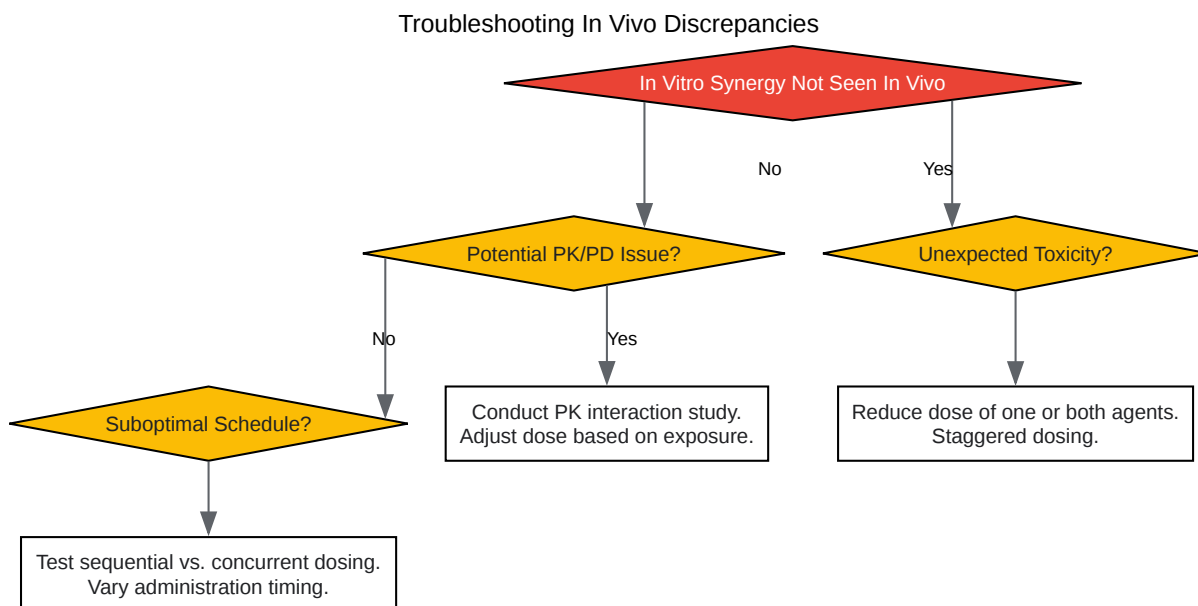 Troubleshooting In Vivo Discrepancies
In Vitro Synergy Not Seen In Vivo
No
Yes
Potential PK/PD Issue?
Unexpected Toxicity?
No
Yes
Suboptimal Schedule?
Conduct PK interaction study.
Adjust dose based on exposure.
Reduce dose of one or both agents.
Staggered dosing.
Test sequential vs. concurrent dosing.
Vary administration timing.